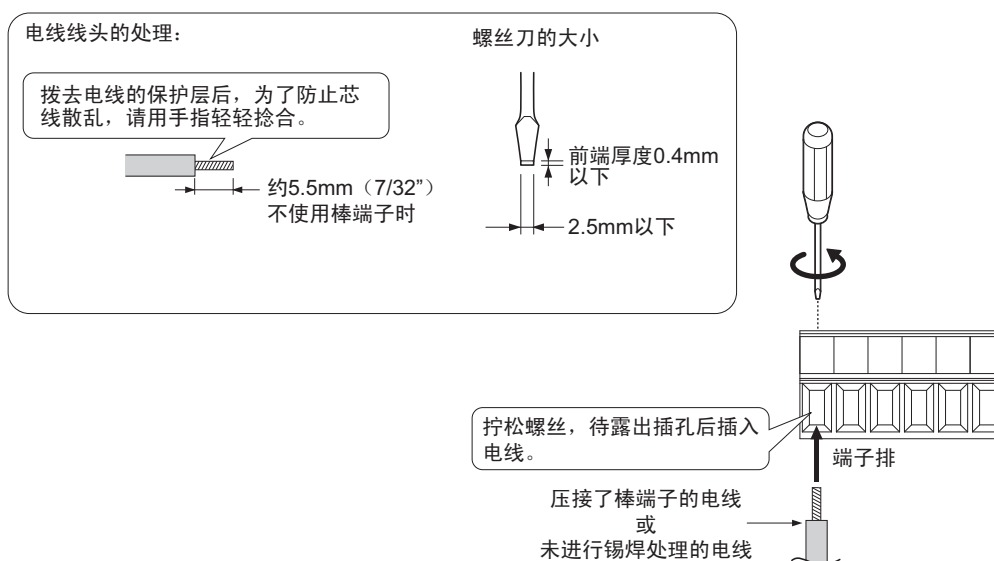 电线线头的处理：
拨去电线的保护层后，为了防止芯
线散乱，请用手指轻轻捻合。
约5.5mm（7/32”）
不使用棒端子时
螺丝刀的大小
前端厚度0.4mm
以下
2.5mm以下
拧松螺丝，待露出插孔后插入
电线。
端子排
压接了棒端子的电线
或
未进行锡焊处理的电线